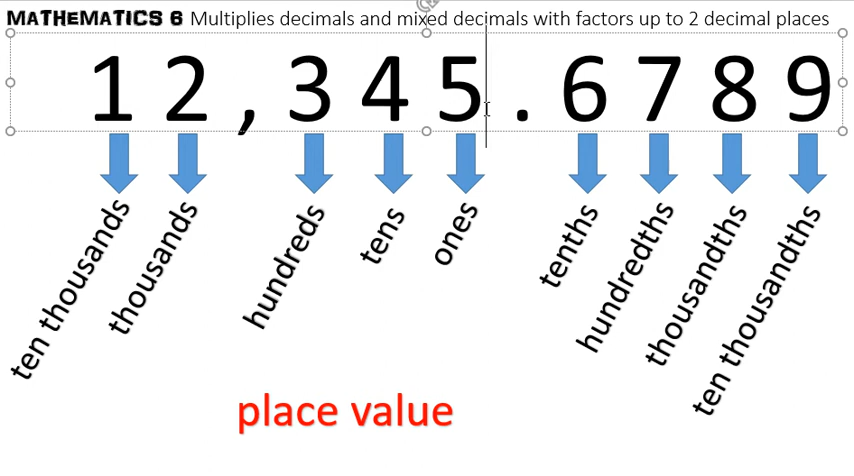 MATHEMATICS 6 Multiplies decimals and mixed decimals with factors up to 2 decimal places
12,345.6789
ten thousands
thousands
hundreds
tens
ones
tenths
hundredths
thousandths
ten thousandths
place value